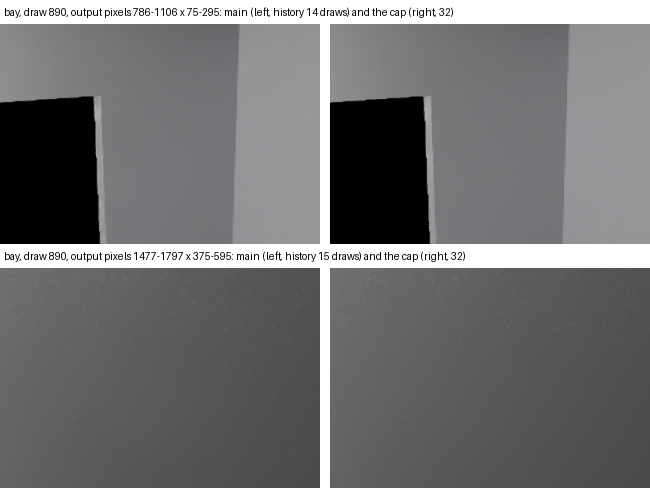 bay, draw 890, output pixels 786-1106 x 75-295: main (left, history 14 draws) and the cap (right, 32)
bay, draw 890, output pixels 1477-1797 x 375-595: main (left, history 15 draws) and the cap (right, 32)